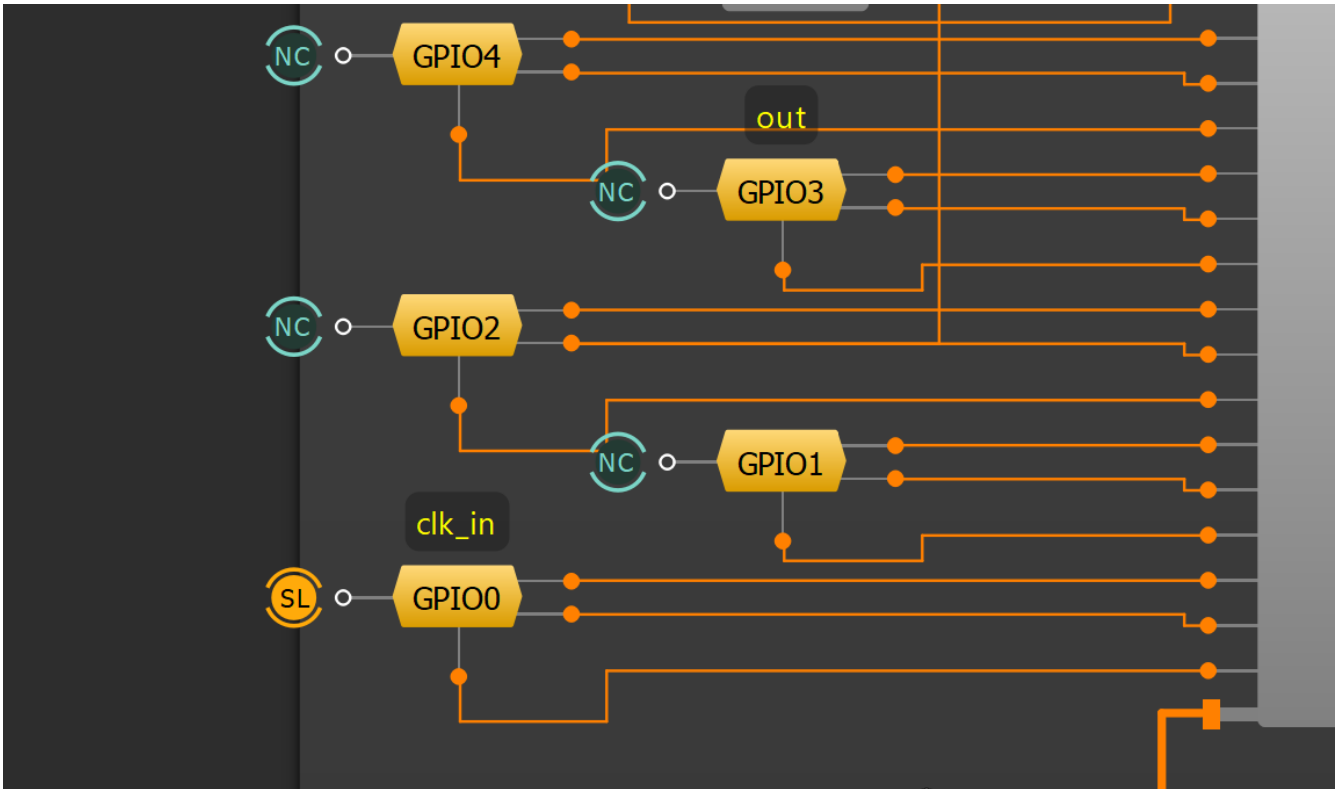 NC
GPIO4
out
NC
GPIO3
NC
GPIO2
NC
GPIO1
clk_in
SL
GPIO0